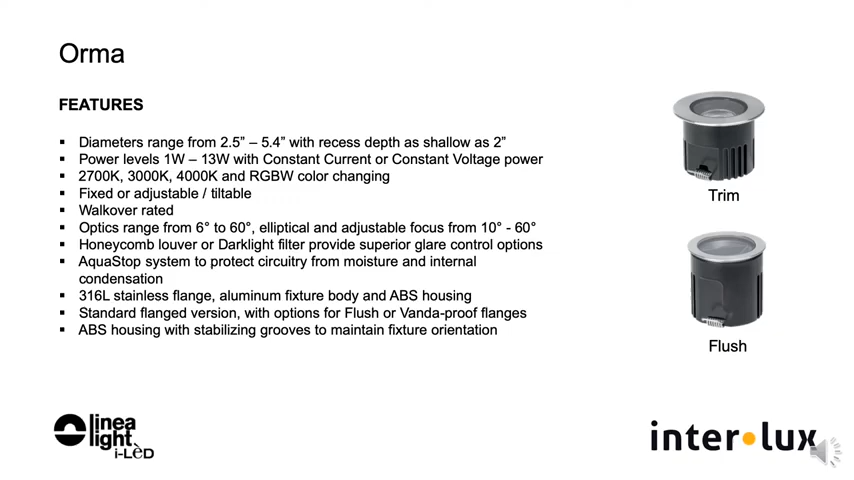 Orma
FEATURES
▪ Diameters range from 2.5” – 5.4” with recess depth as shallow as 2”
▪ Power levels 1W – 13W with Constant Current or Constant Voltage power
▪ 2700K, 3000K, 4000K and RGBW color changing
▪ Fixed or adjustable / tiltable
▪ Walkover rated
▪ Optics range from 6° to 60°, elliptical and adjustable focus from 10° - 60°
▪ Honeycomb louver or Darklight filter provide superior glare control options
▪ AquaStop system to protect circuitry from moisture and internal
condensation
▪ 316L stainless flange, aluminum fixture body and ABS housing
▪ Standard flanged version, with options for Flush or Vanda-proof flanges
▪ ABS housing with stabilizing grooves to maintain fixture orientation
Trim
Flush
linea
light
i-LèD
inter•lux